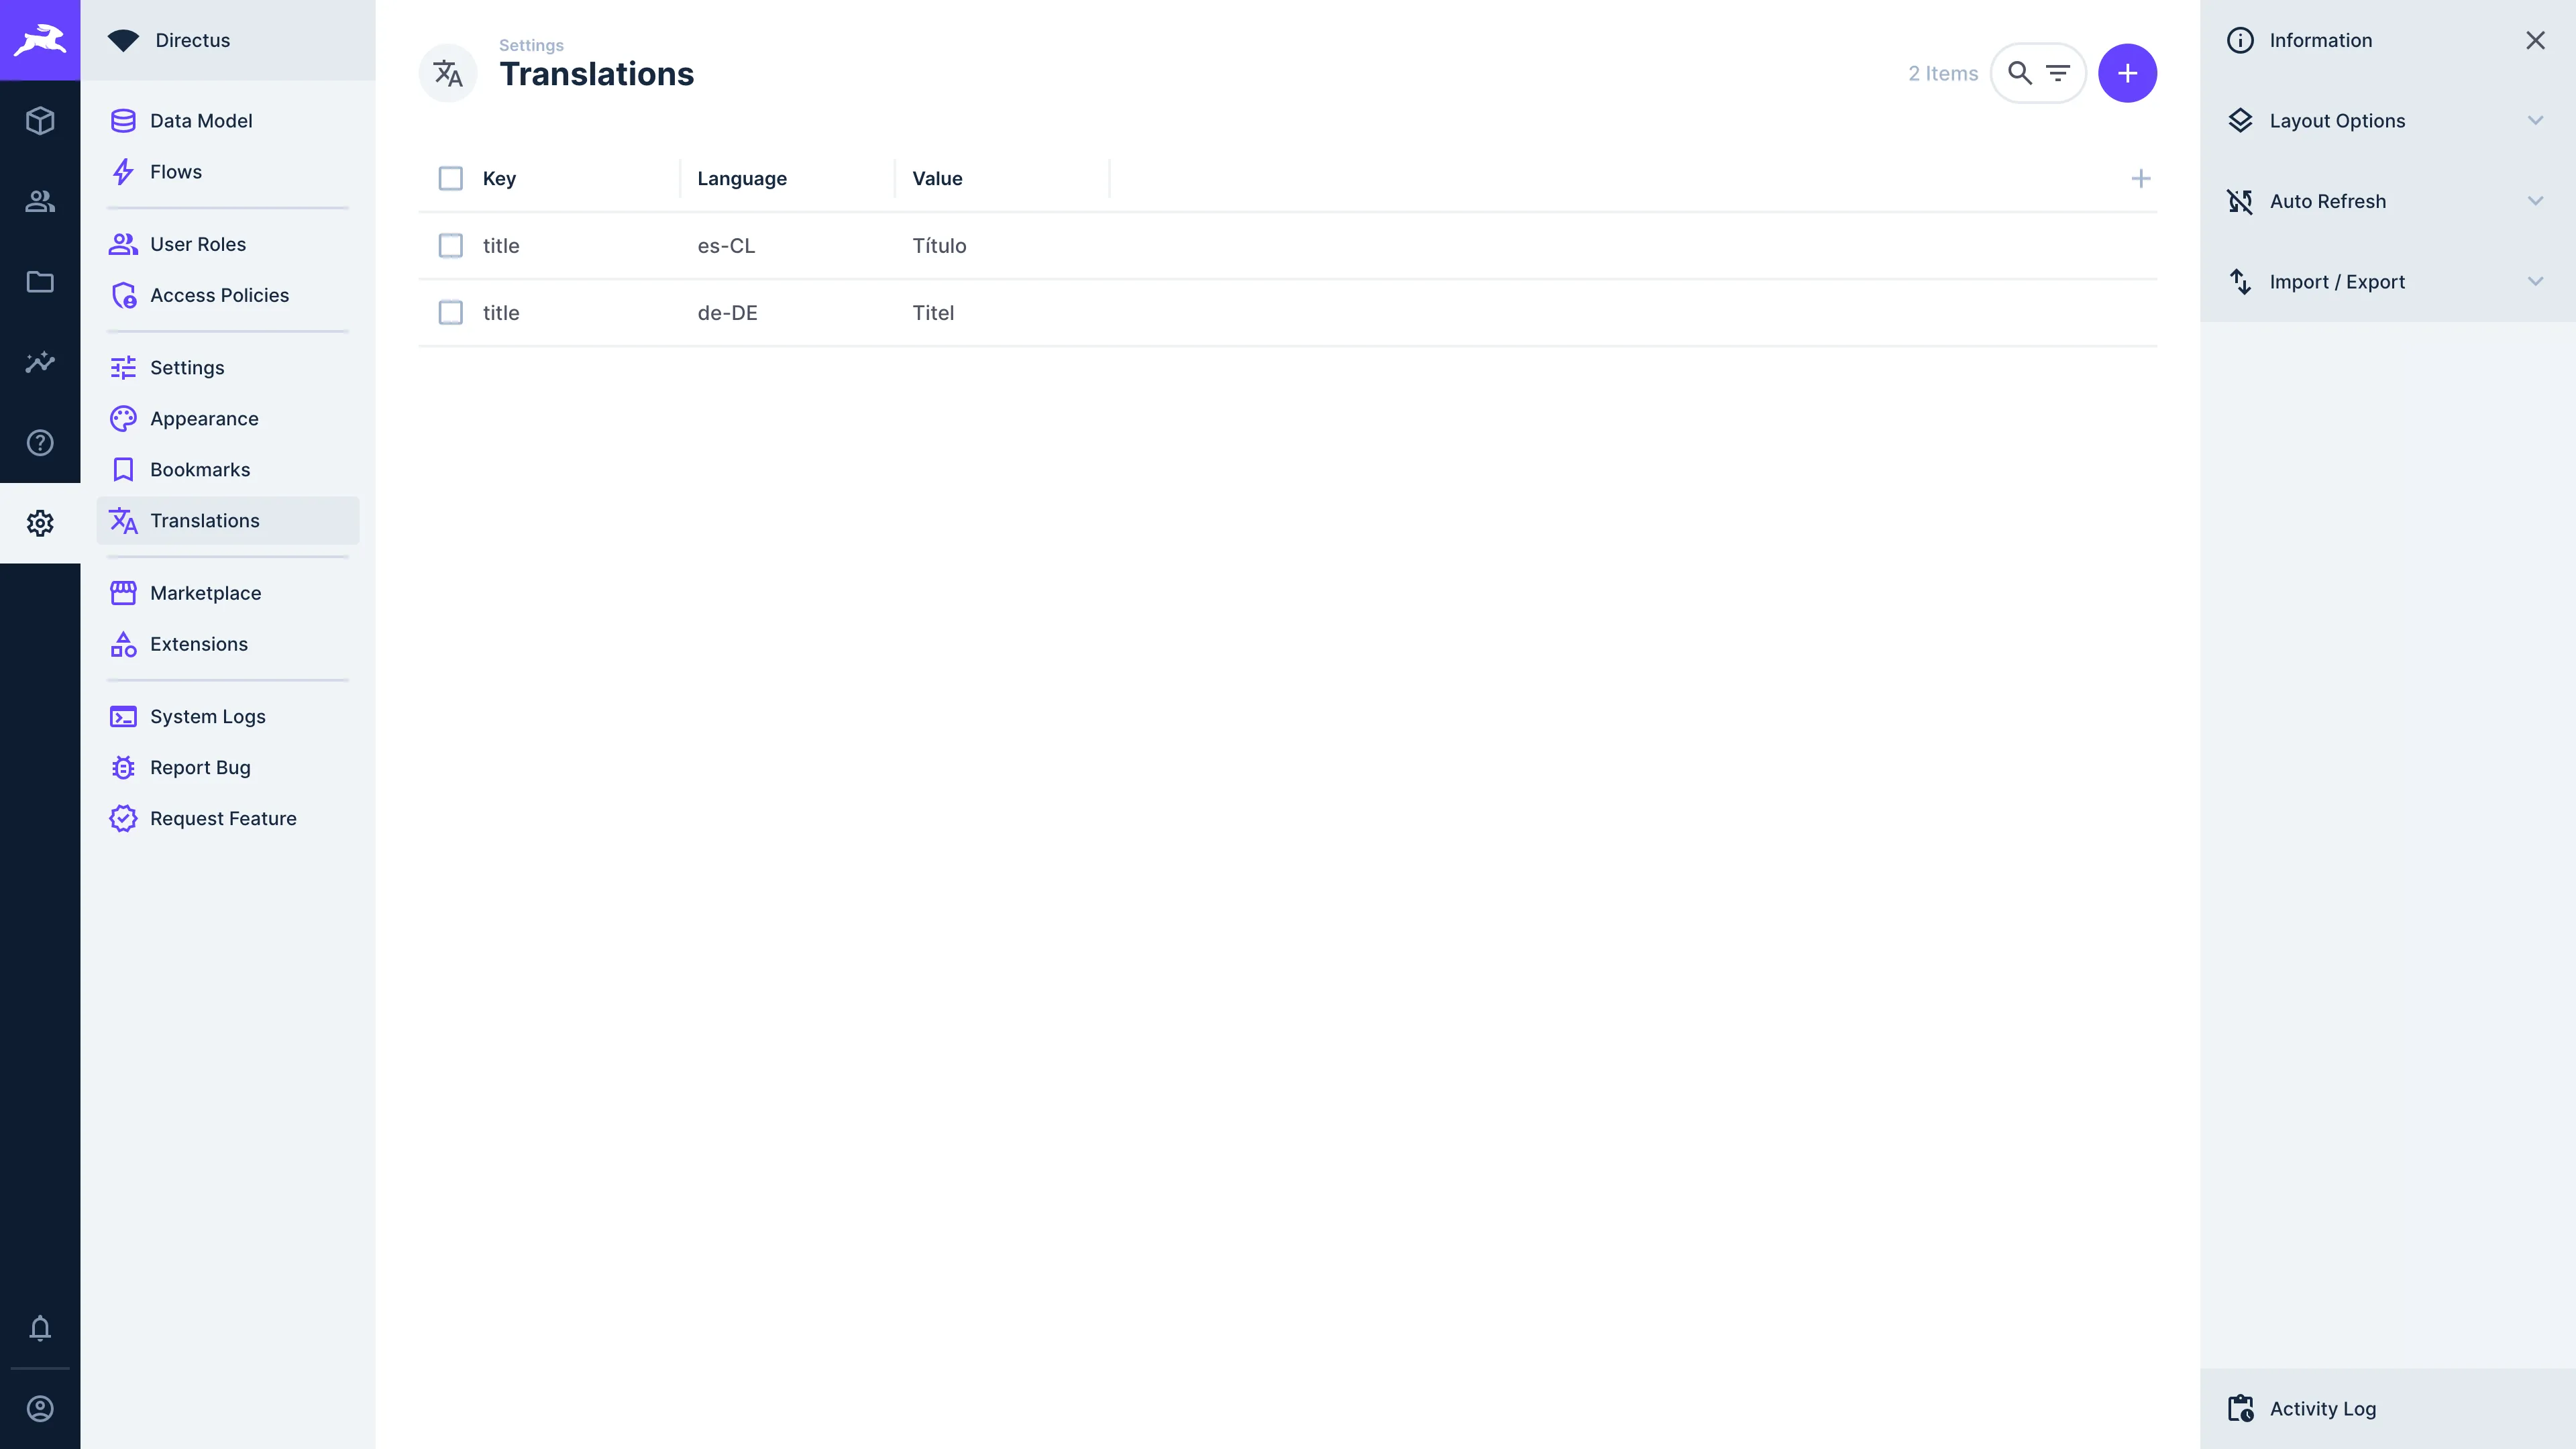 Directus
Data Model
Flows
User Roles
Access Policies
Settings
Appearance
Bookmarks
Translations
Marketplace
Extensions
System Logs
Report Bug
Request Feature
Settings
Translations
2 Items
Key Language Value
title es-CL Título
title de-DE Titel
Information
Layout Options
Auto Refresh
Import / Export
Activity Log